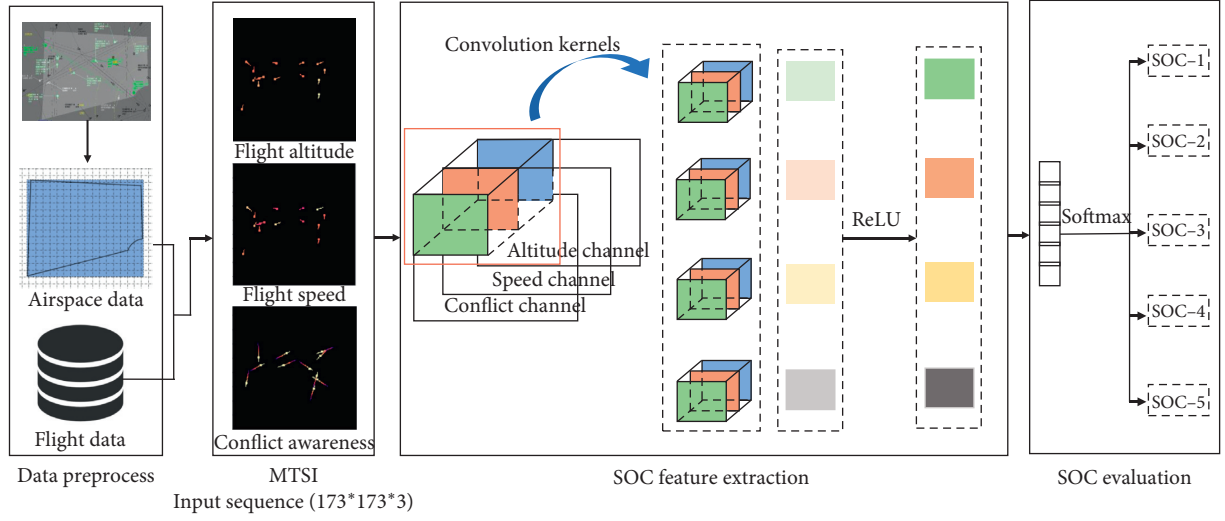 Airspace data
Flight data
Data preprocess
Flight altitude
Flight speed
Conflict awareness
MTSI
Input sequence (173*173*3)
Convolution kernels
Altitude channel
Speed channel
Conflict channel
ReLU
SOC feature extraction
Softmax
SOC–1
SOC–2
SOC–3
SOC–4
SOC–5
SOC evaluation